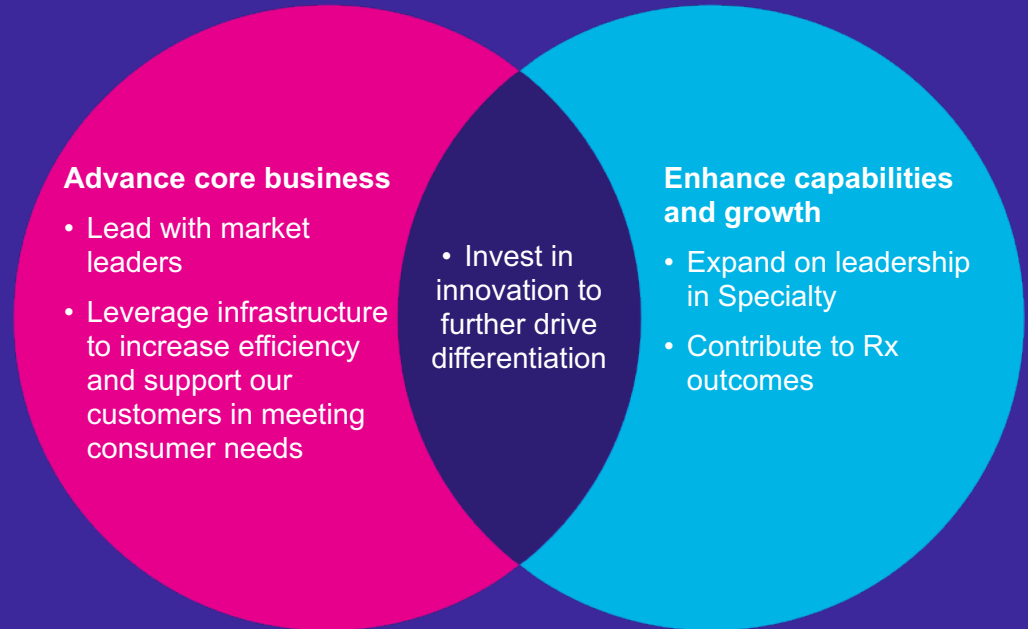 Advance core business
• Lead with market
leaders
• Leverage infrastructure
to increase efficiency
and support our
customers in meeting
consumer needs
• Invest in
innovation to
further drive
differentiation
Enhance capabilities
and growth
• Expand on leadership
in Specialty
• Contribute to Rx
outcomes